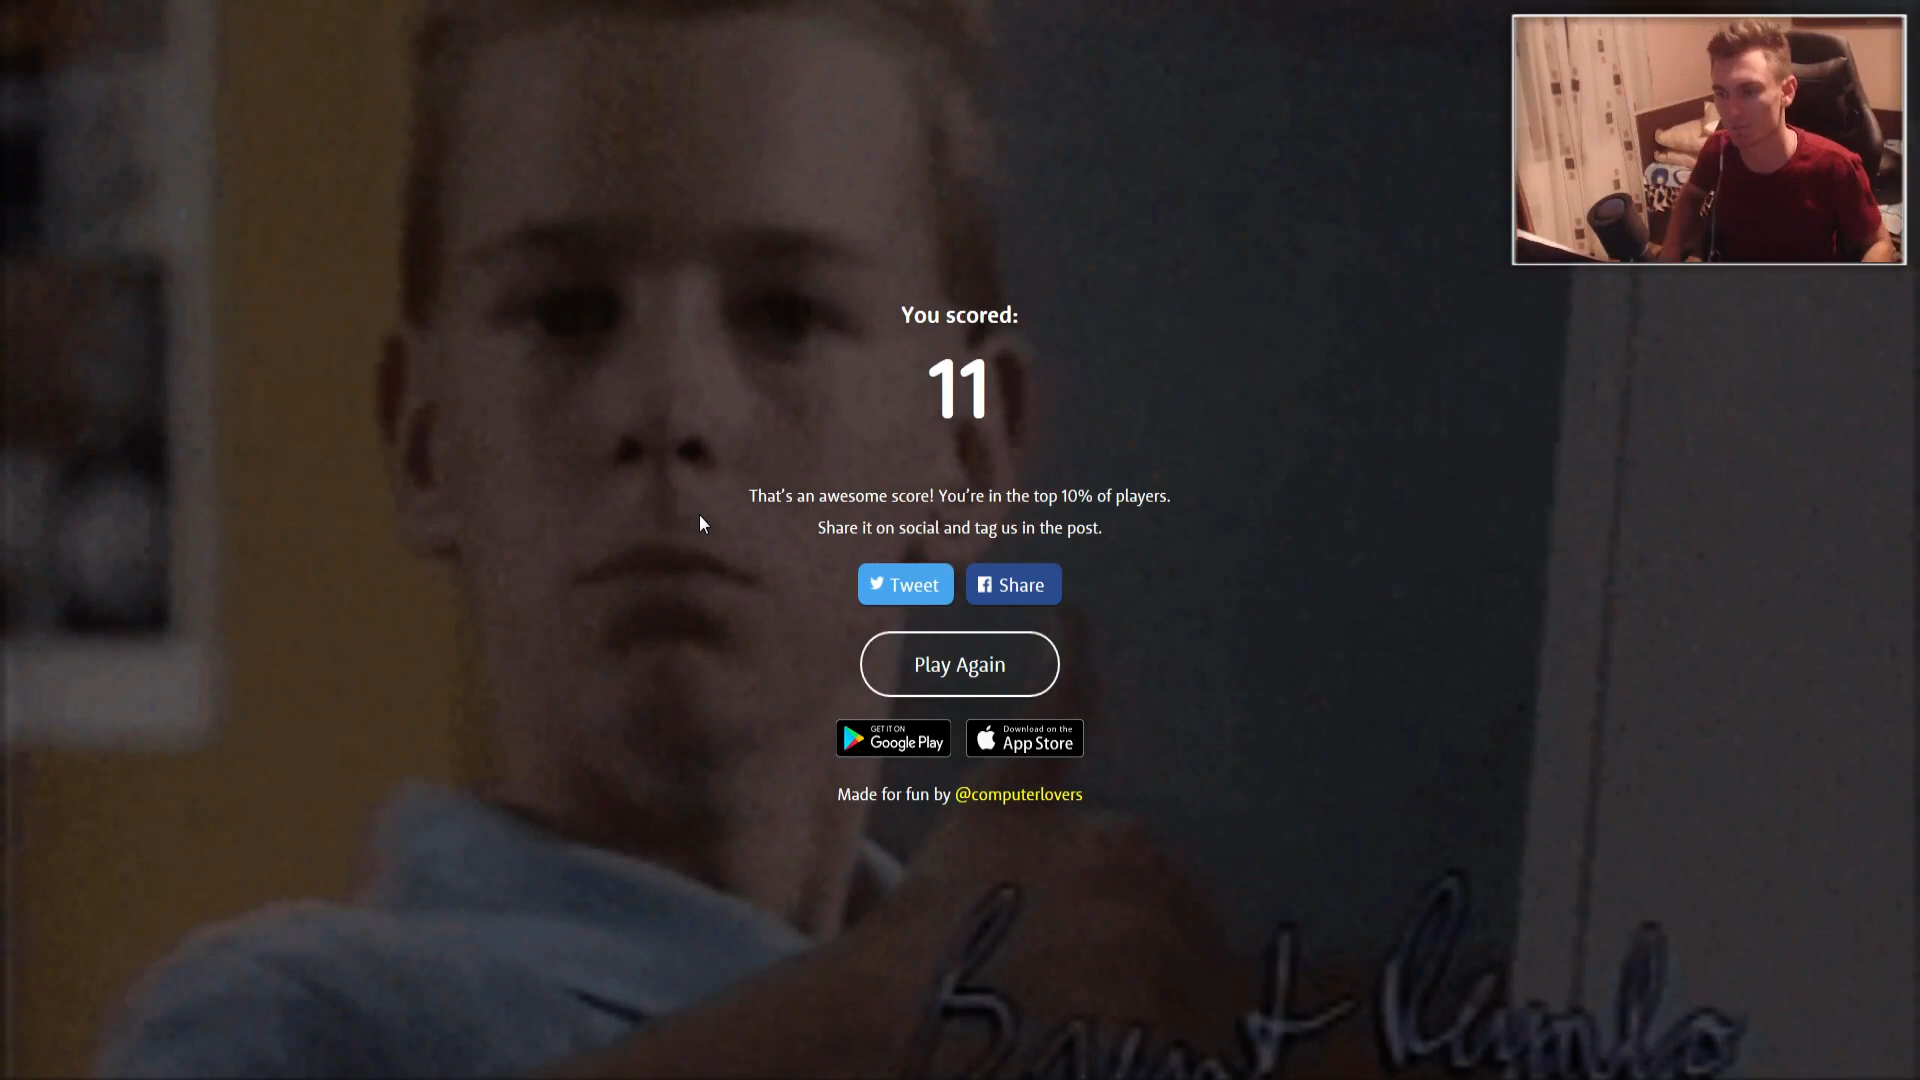 You scored:
11
That's an awesome score! You're in the top 10% of players.
Share it on social and tag us in the post.
Tweet
Share
Play Again
GET IT ON
Google Play
Download on the
App Store
Made for fun by @computerlovers
Brent Rambo